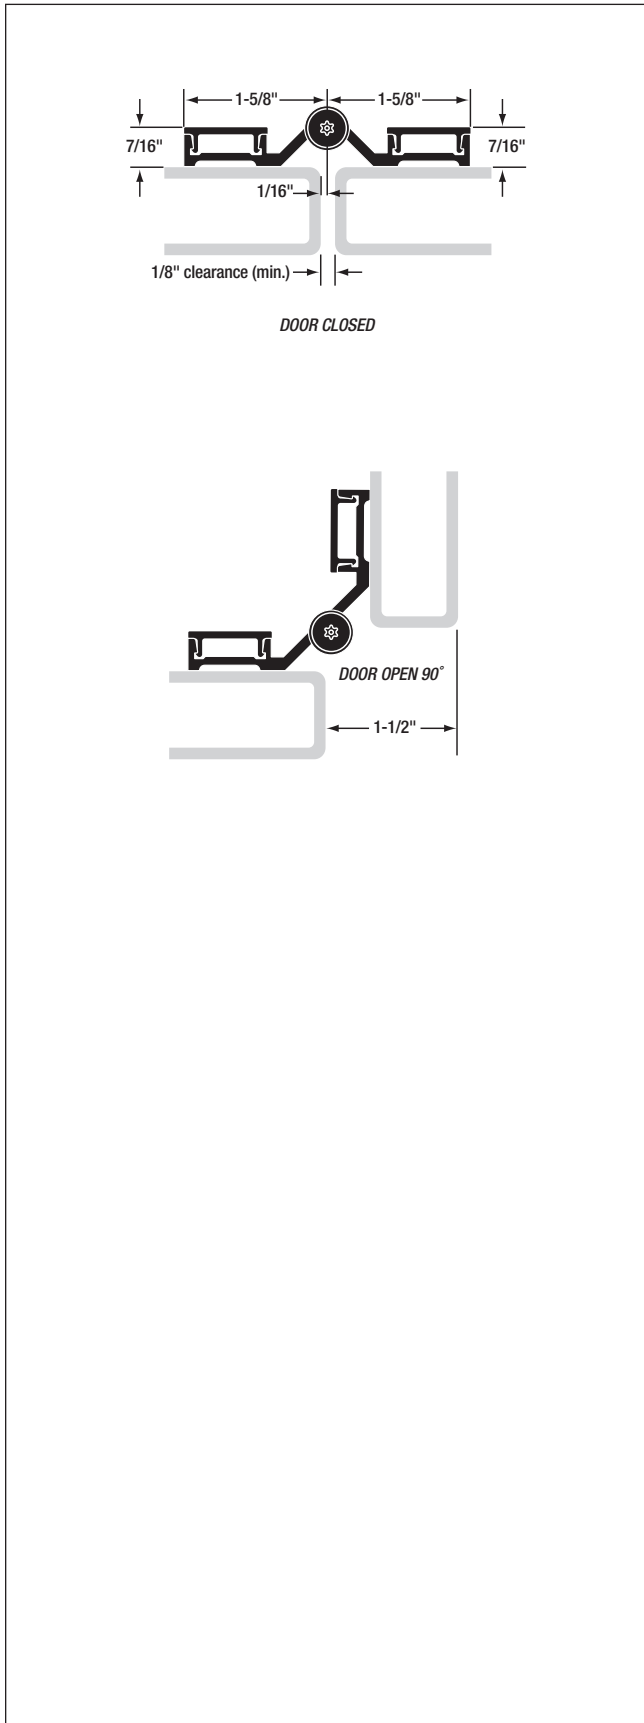 1-5/8" 1-5/8"
7/16" 7/16"
1/16"
1/8" clearance (min.)
DOOR CLOSED
DOOR OPEN 90°
1-1/2"